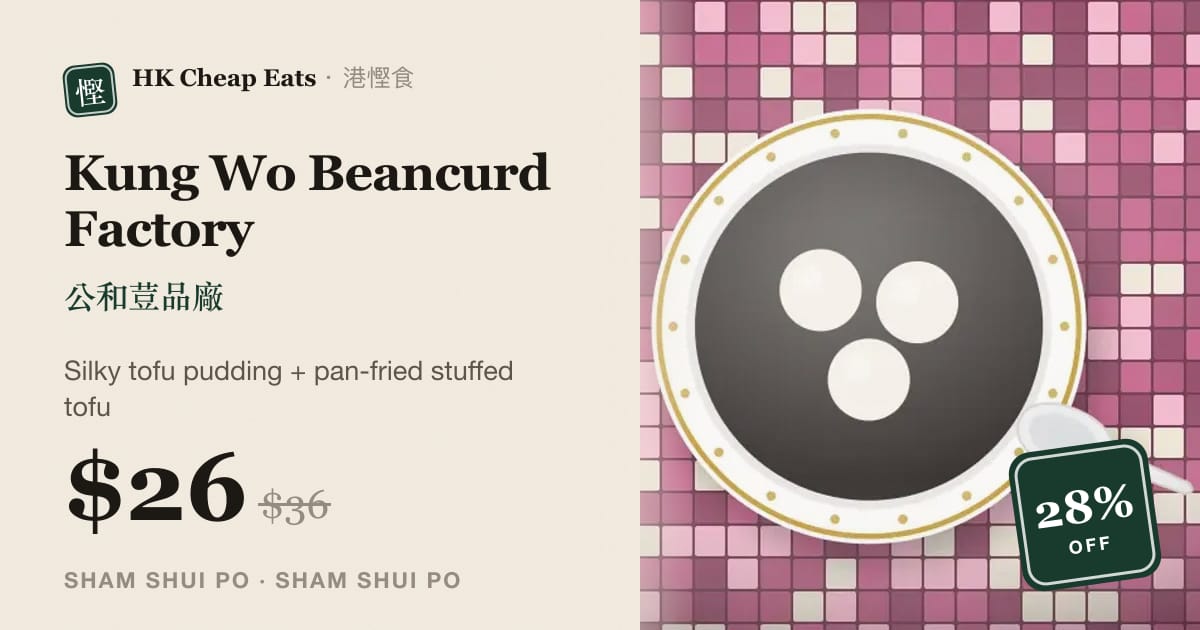 慳
HK Cheap Eats · 港慳食
Kung Wo Beancurd
Factory
公和荳品廠
Silky tofu pudding + pan-fried stuffed
tofu
$26 $36
SHAM SHUI PO · SHAM SHUI PO
28%
OFF